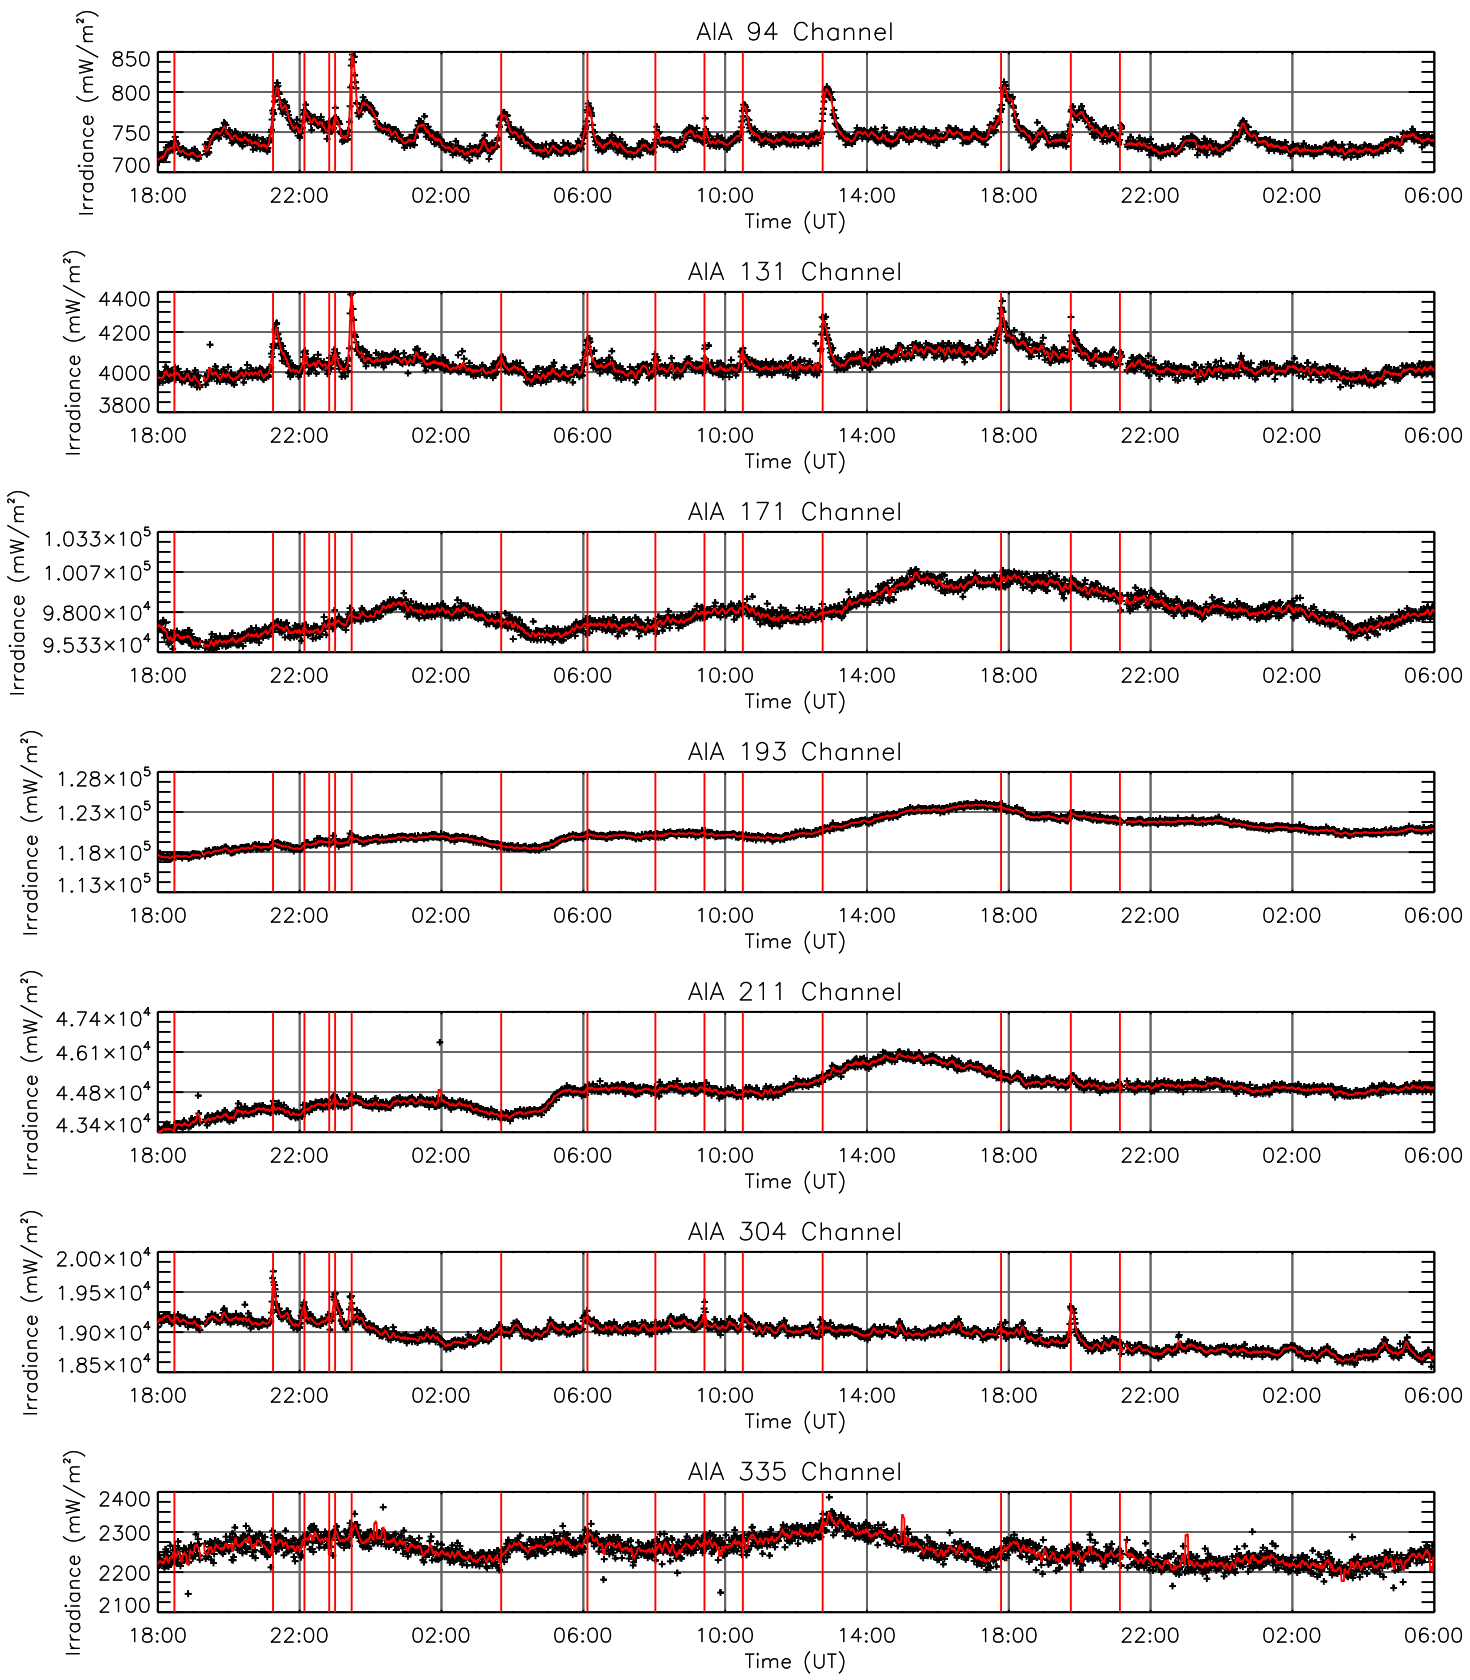 AIA 94 Channel
Irradiance (mW/m²)
850
800
750
700
18:00 22:00 02:00 06:00 10:00 14:00 18:00 22:00 02:00 06:00
Time (UT)
AIA 131 Channel
Irradiance (mW/m²)
4400
4200
4000
3800
18:00 22:00 02:00 06:00 10:00 14:00 18:00 22:00 02:00 06:00
Time (UT)
AIA 171 Channel
Irradiance (mW/m²)
1.033×10⁵
1.007×10⁵
9.800×10⁴
9.533×10⁴
18:00 22:00 02:00 06:00 10:00 14:00 18:00 22:00 02:00 06:00
Time (UT)
AIA 193 Channel
Irradiance (mW/m²)
1.28×10⁵
1.23×10⁵
1.18×10⁵
1.13×10⁵
18:00 22:00 02:00 06:00 10:00 14:00 18:00 22:00 02:00 06:00
Time (UT)
AIA 211 Channel
Irradiance (mW/m²)
4.74×10⁴
4.61×10⁴
4.48×10⁴
4.34×10⁴
18:00 22:00 02:00 06:00 10:00 14:00 18:00 22:00 02:00 06:00
Time (UT)
AIA 304 Channel
Irradiance (mW/m²)
2.00×10⁴
1.95×10⁴
1.90×10⁴
1.85×10⁴
18:00 22:00 02:00 06:00 10:00 14:00 18:00 22:00 02:00 06:00
Time (UT)
AIA 335 Channel
Irradiance (mW/m²)
2400
2300
2200
2100
18:00 22:00 02:00 06:00 10:00 14:00 18:00 22:00 02:00 06:00
Time (UT)